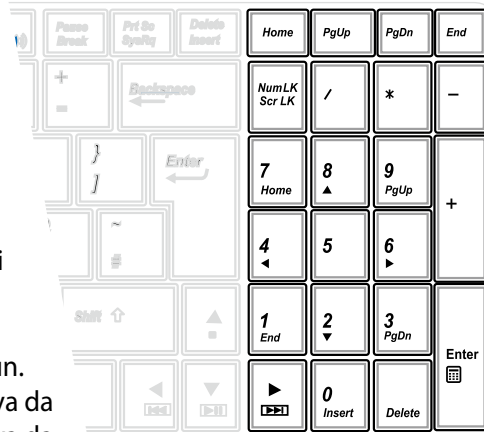 Pause Prt Sc Delete Home PgUp PgDn End
Break SysRq Insert
+ Backspace NumLK / * −
= Scr LK
} Enter 7 8 9 +
] Home ▲ PgUp
~ 4 5 6
# ◀ ▶
i
Shift ⇧ ▲ 1 2 3
End ▼ PgDn
Enter
un.
ya da ◀ ▼ ▶ 0
Insert Delete